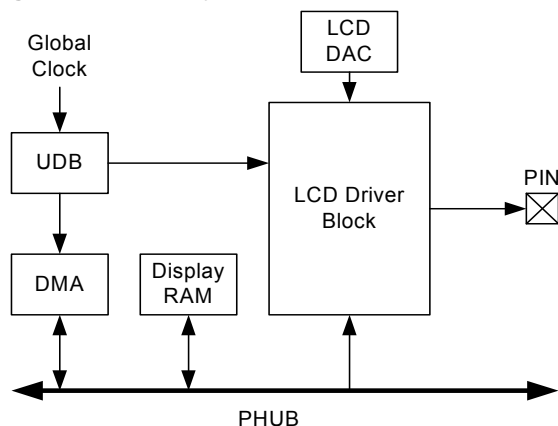 Global
Clock
LCD
DAC
UDB
LCD Driver
Block
PIN
DMA
Display
RAM
PHUB